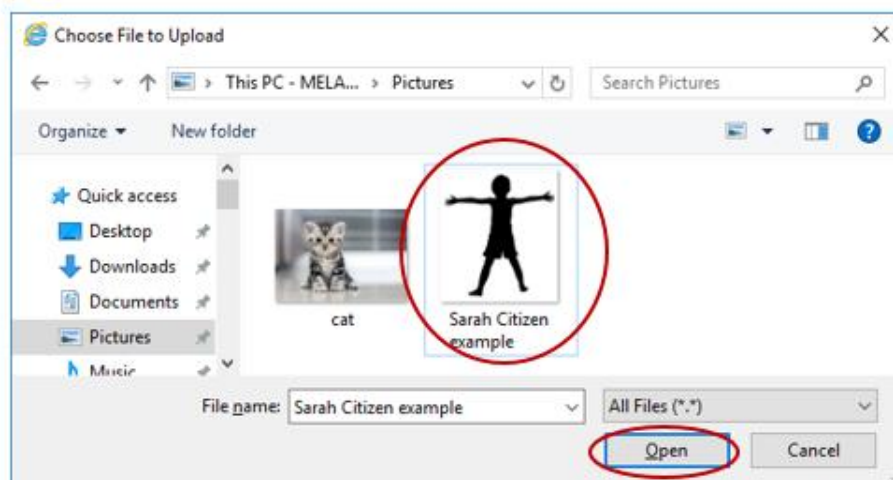 Choose File to Upload
This PC - MELA... > Pictures
Search Pictures
Organize
New folder
Quick access
Desktop
Downloads
Documents
Pictures
Music
cat
Sarah Citizen
example
File name:
Sarah Citizen example
All Files (*.*)
Open
Cancel